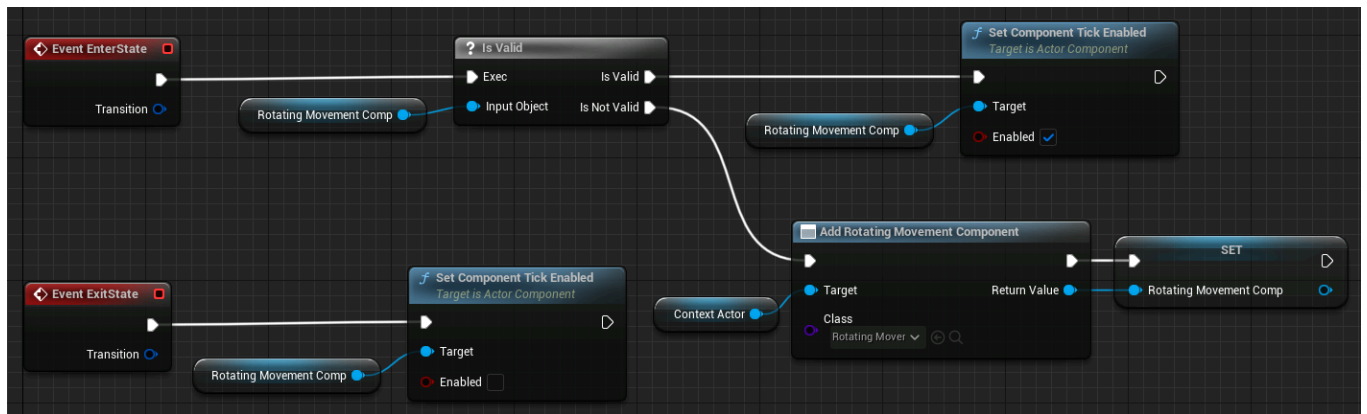 Event EnterState
Transition
Rotating Movement Comp
? Is Valid
Exec
Is Valid
Input Object
Is Not Valid
f Set Component Tick Enabled
Target is Actor Component
Rotating Movement Comp
Target
Enabled
Add Rotating Movement Component
Target
Return Value
Class
Rotating Mover
Context Actor
SET
Rotating Movement Comp
Event ExitState
Transition
Rotating Movement Comp
f Set Component Tick Enabled
Target is Actor Component
Target
Enabled